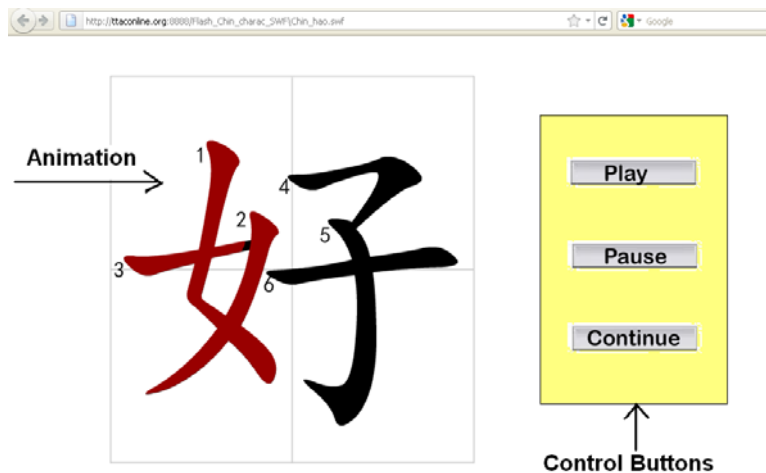 http://ttaconline.org:8888/Flash_Chin_charac_SWF/Chin_hao.swf
Google
Animation
好
1
2
3
4
5
6
Play
Pause
Continue
Control Buttons